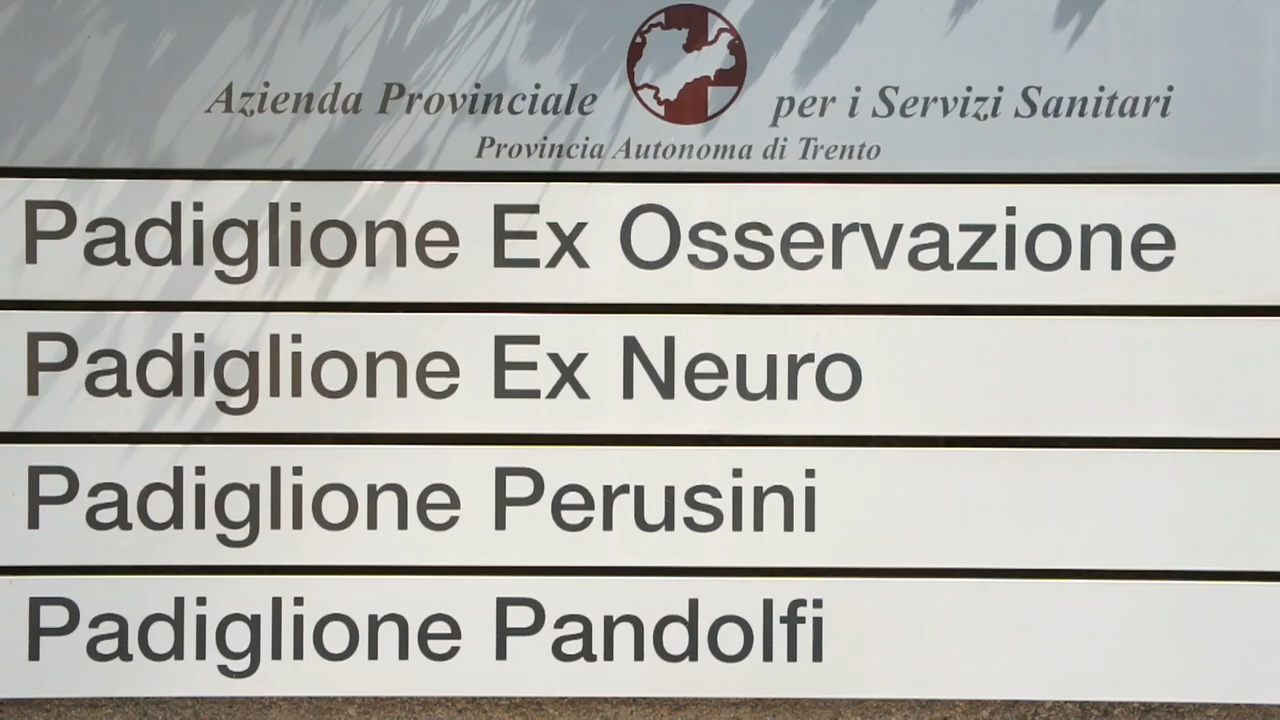 Azienda Provinciale per i Servizi Sanitari
Provincia Autonoma di Trento
Padiglione Ex Osservazione
Padiglione Ex Neuro
Padiglione Perusini
Padiglione Pandolfi